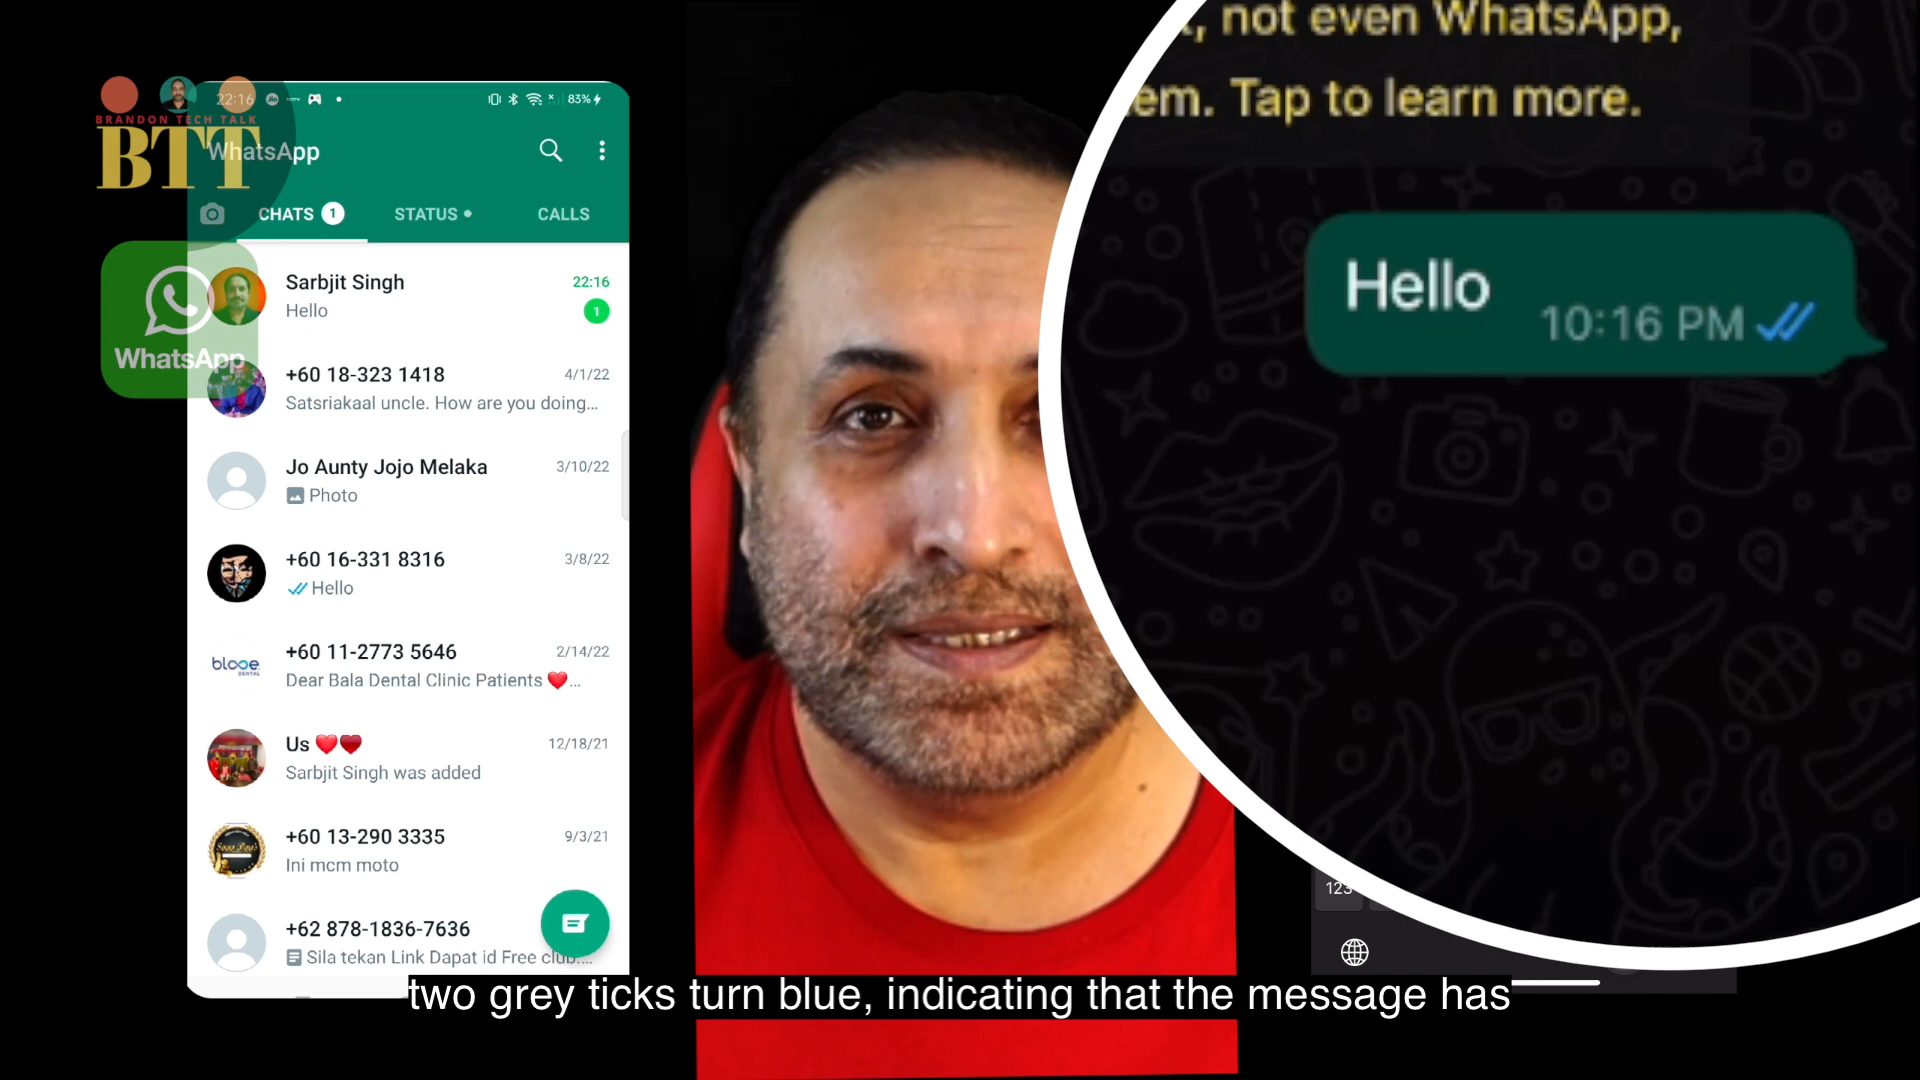 BRANDON TECH TALK
BTT
WhatsApp
22:16
83%
WhatsApp
CHATS 1
STATUS
CALLS
Sarbjit Singh
22:16
Hello
1
+60 18-323 1418
4/1/22
Satsriakaal uncle. How are you doing...
Jo Aunty Jojo Melaka
3/10/22
Photo
+60 16-331 8316
3/8/22
Hello
blooe
DENTAL
+60 11-2773 5646
2/14/22
Dear Bala Dental Clinic Patients ❤️...
Us ❤️♥️
12/18/21
Sarbjit Singh was added
+60 13-290 3335
9/3/21
Ini mcm moto
+62 878-1836-7636
Sila tekan Link Dapat id Free club....
, not even WhatsApp,
em. Tap to learn more.
Hello
10:16 PM
123
two grey ticks turn blue, indicating that the message has